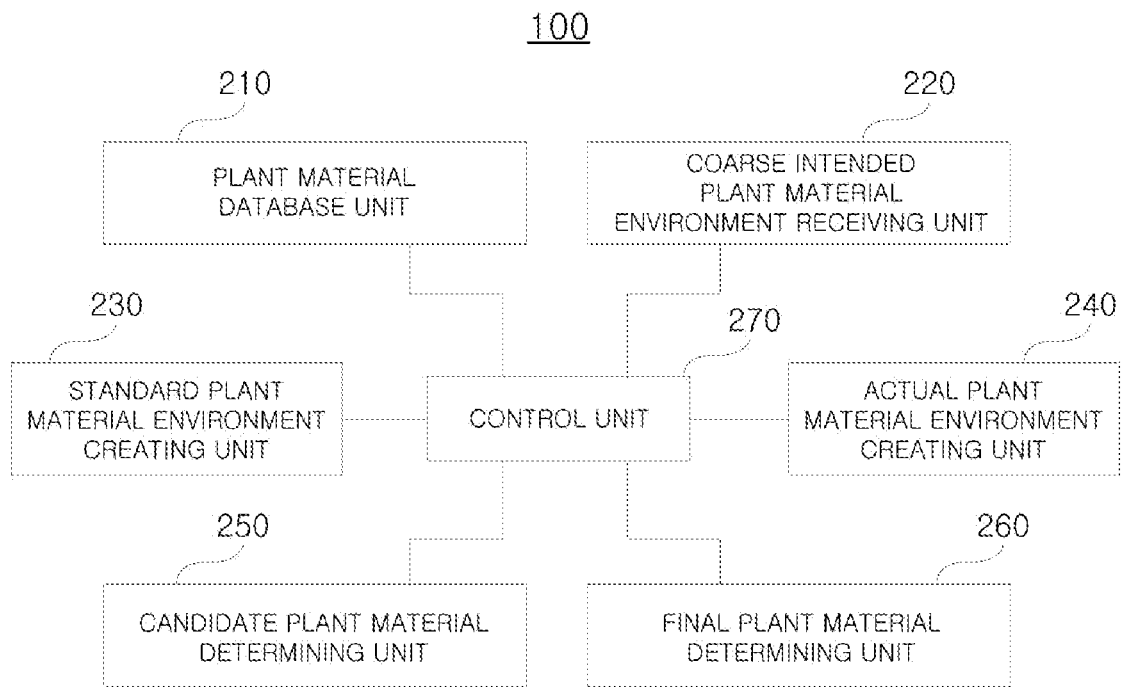 100
210
220
PLANT MATERIAL
DATABASE UNIT
COARSE INTENDED
PLANT MATERIAL
ENVIRONMENT RECEIVING UNIT
230
270
240
STANDARD PLANT
MATERIAL ENVIRONMENT
CREATING UNIT
CONTROL UNIT
ACTUAL PLANT
MATERIAL ENVIRONMENT
CREATING UNIT
250
260
CANDIDATE PLANT MATERIAL
DETERMINING UNIT
FINAL PLANT MATERIAL
DETERMINING UNIT